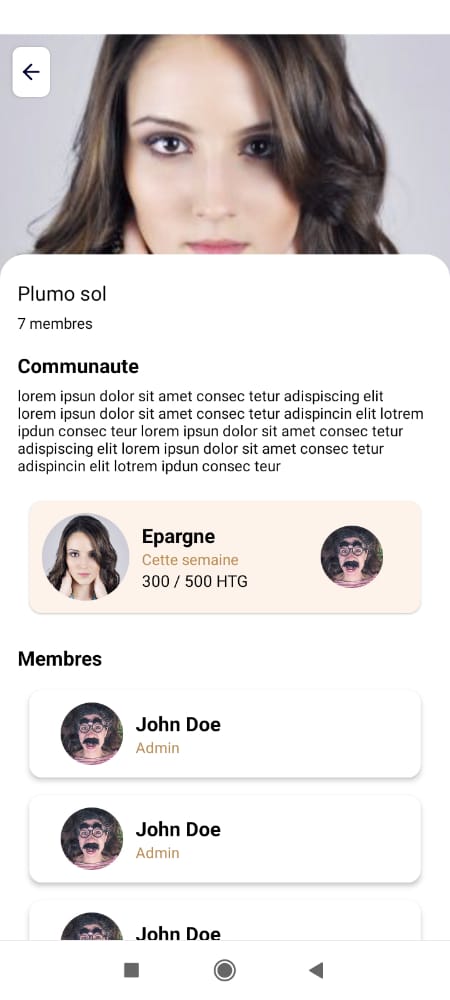 Plumo sol
7 membres
Communaute
lorem ipsun dolor sit amet consec tetur adispiscing elit
lorem ipsun dolor sit amet consec tetur adispincin elit lotrem
ipdun consec teur lorem ipsun dolor sit amet consec tetur
adispiscing elit lorem ipsun dolor sit amet consec tetur
adispincin elit lotrem ipdun consec teur
Epargne
Cette semaine
300 / 500 HTG
Membres
John Doe
Admin
John Doe
Admin
John Doe